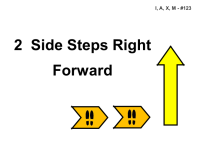 I, A, X, M - #123
2 Side Steps Right
Forward